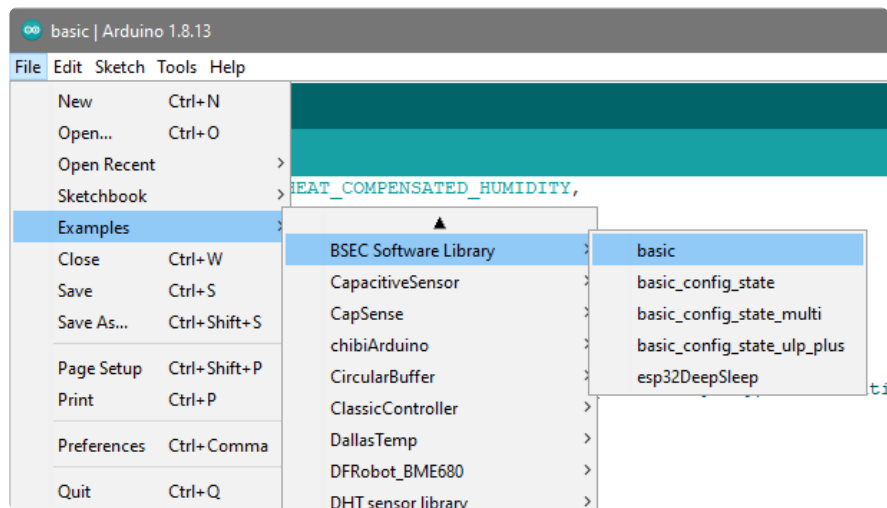 basic | Arduino 1.8.13
File Edit Sketch Tools Help
New Ctrl+N
Open... Ctrl+O
Open Recent
Sketchbook
Examples
Close Ctrl+W
Save Ctrl+S
Save As... Ctrl+Shift+S
Page Setup Ctrl+Shift+P
Print Ctrl+P
Preferences Ctrl+Comma
Quit Ctrl+Q
HEAT_COMPENSATED_HUMIDITY,
BSEC Software Library
CapacitiveSensor
CapSense
chibiArduino
CircularBuffer
ClassicController
DallasTemp
DFRobot_BME680
DHT sensor library
basic
basic_config_state
basic_config_state_multi
basic_config_state_ulp_plus
esp32DeepSleep